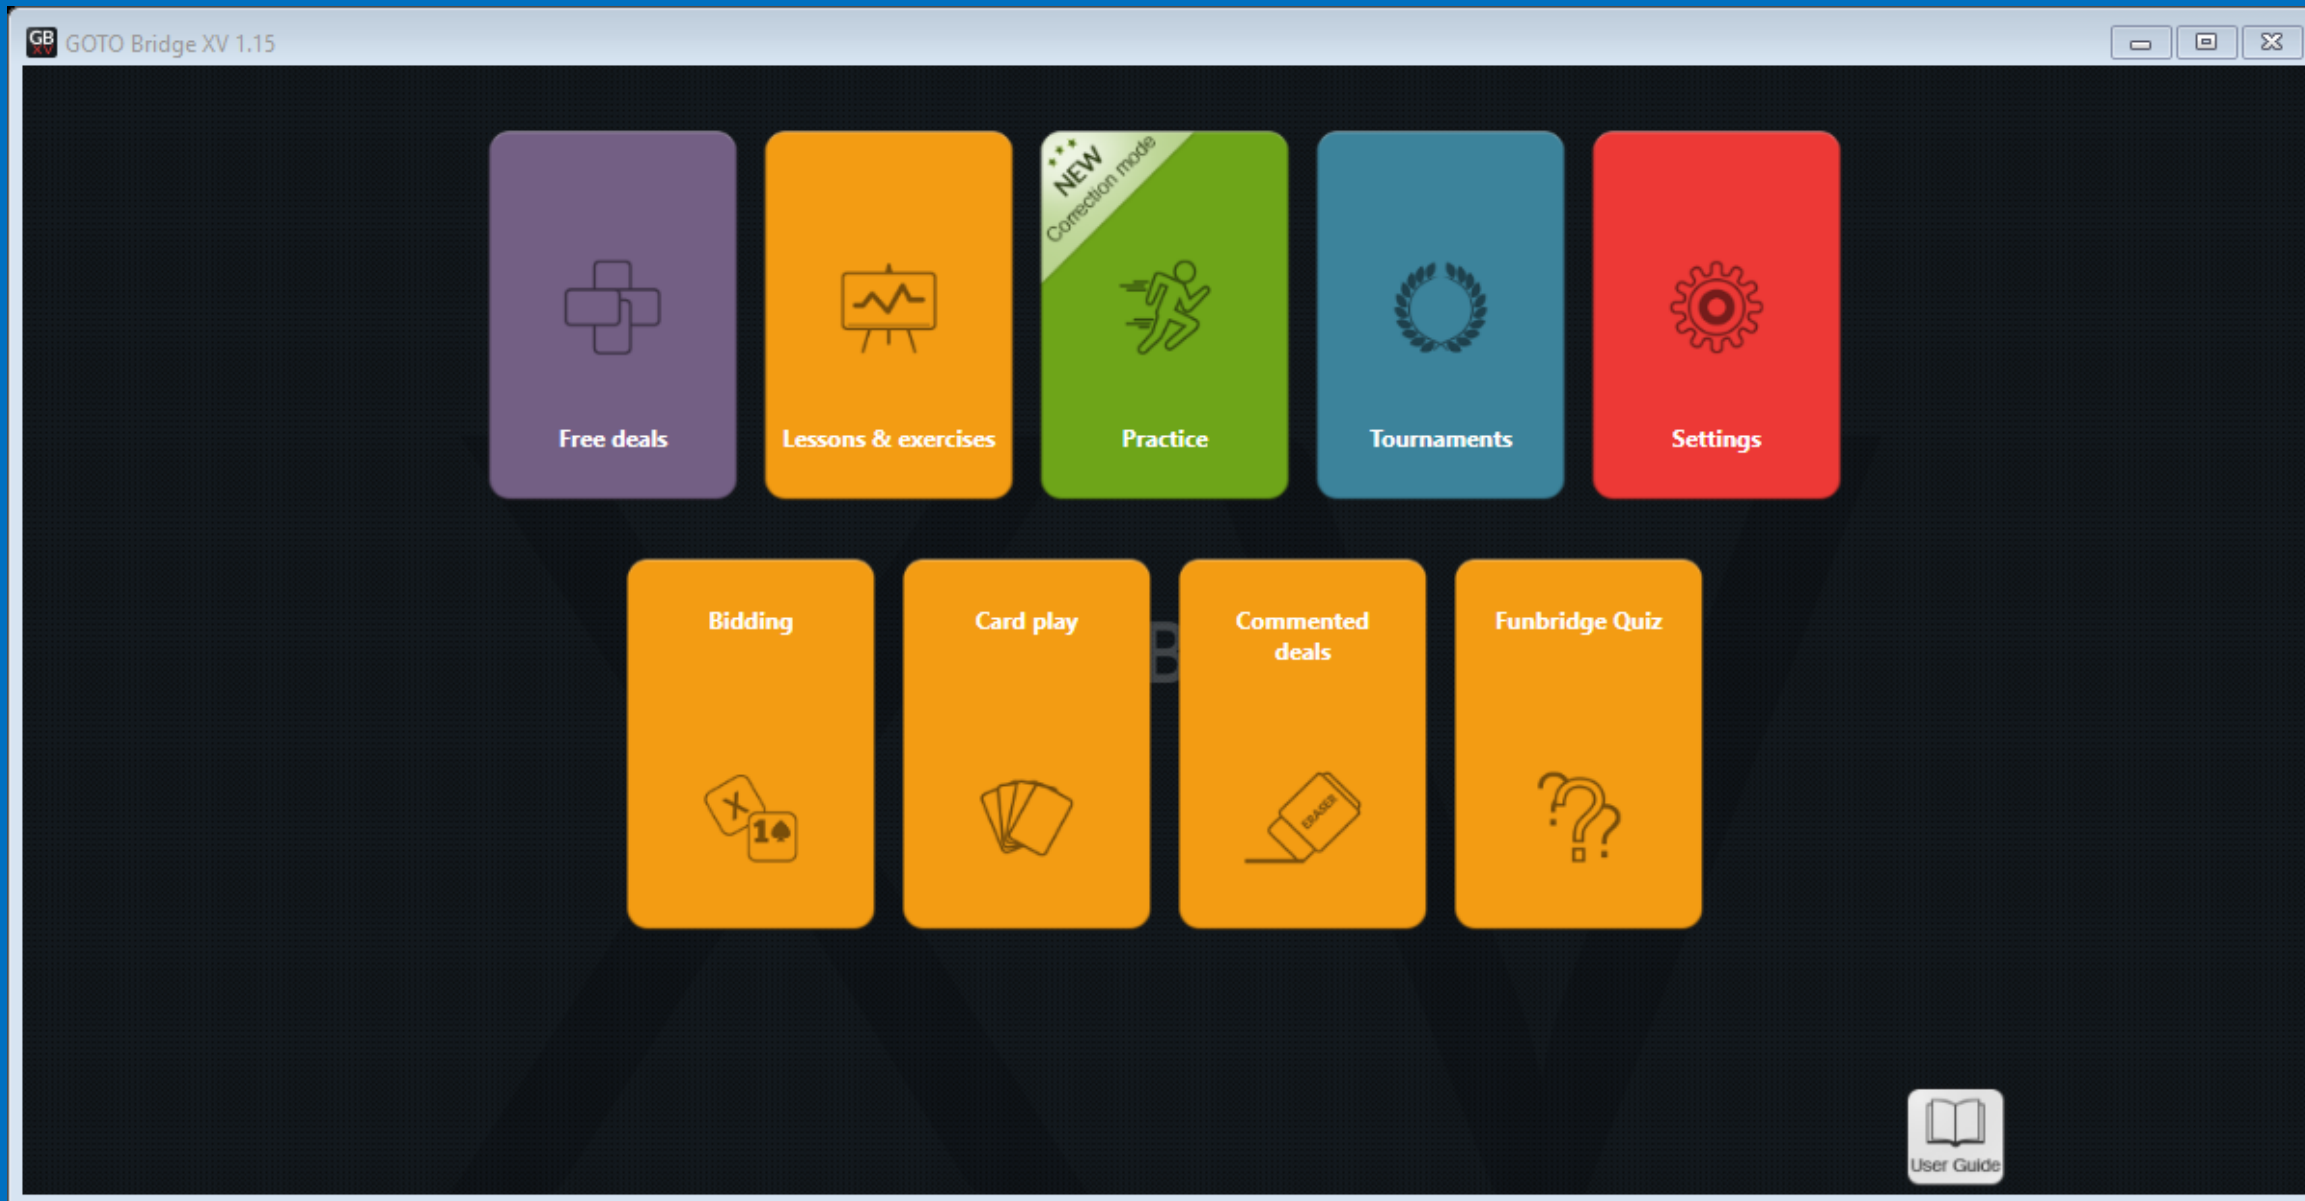 GB
XV
GOTO Bridge XV 1.15
NEW
Correction mode
Free deals
Lessons & exercises
Practice
Tournaments
Settings
Bidding
Card play
Commented
deals
Funbridge Quiz
B
X
1♠
ERASER
? ? ?
User Guide